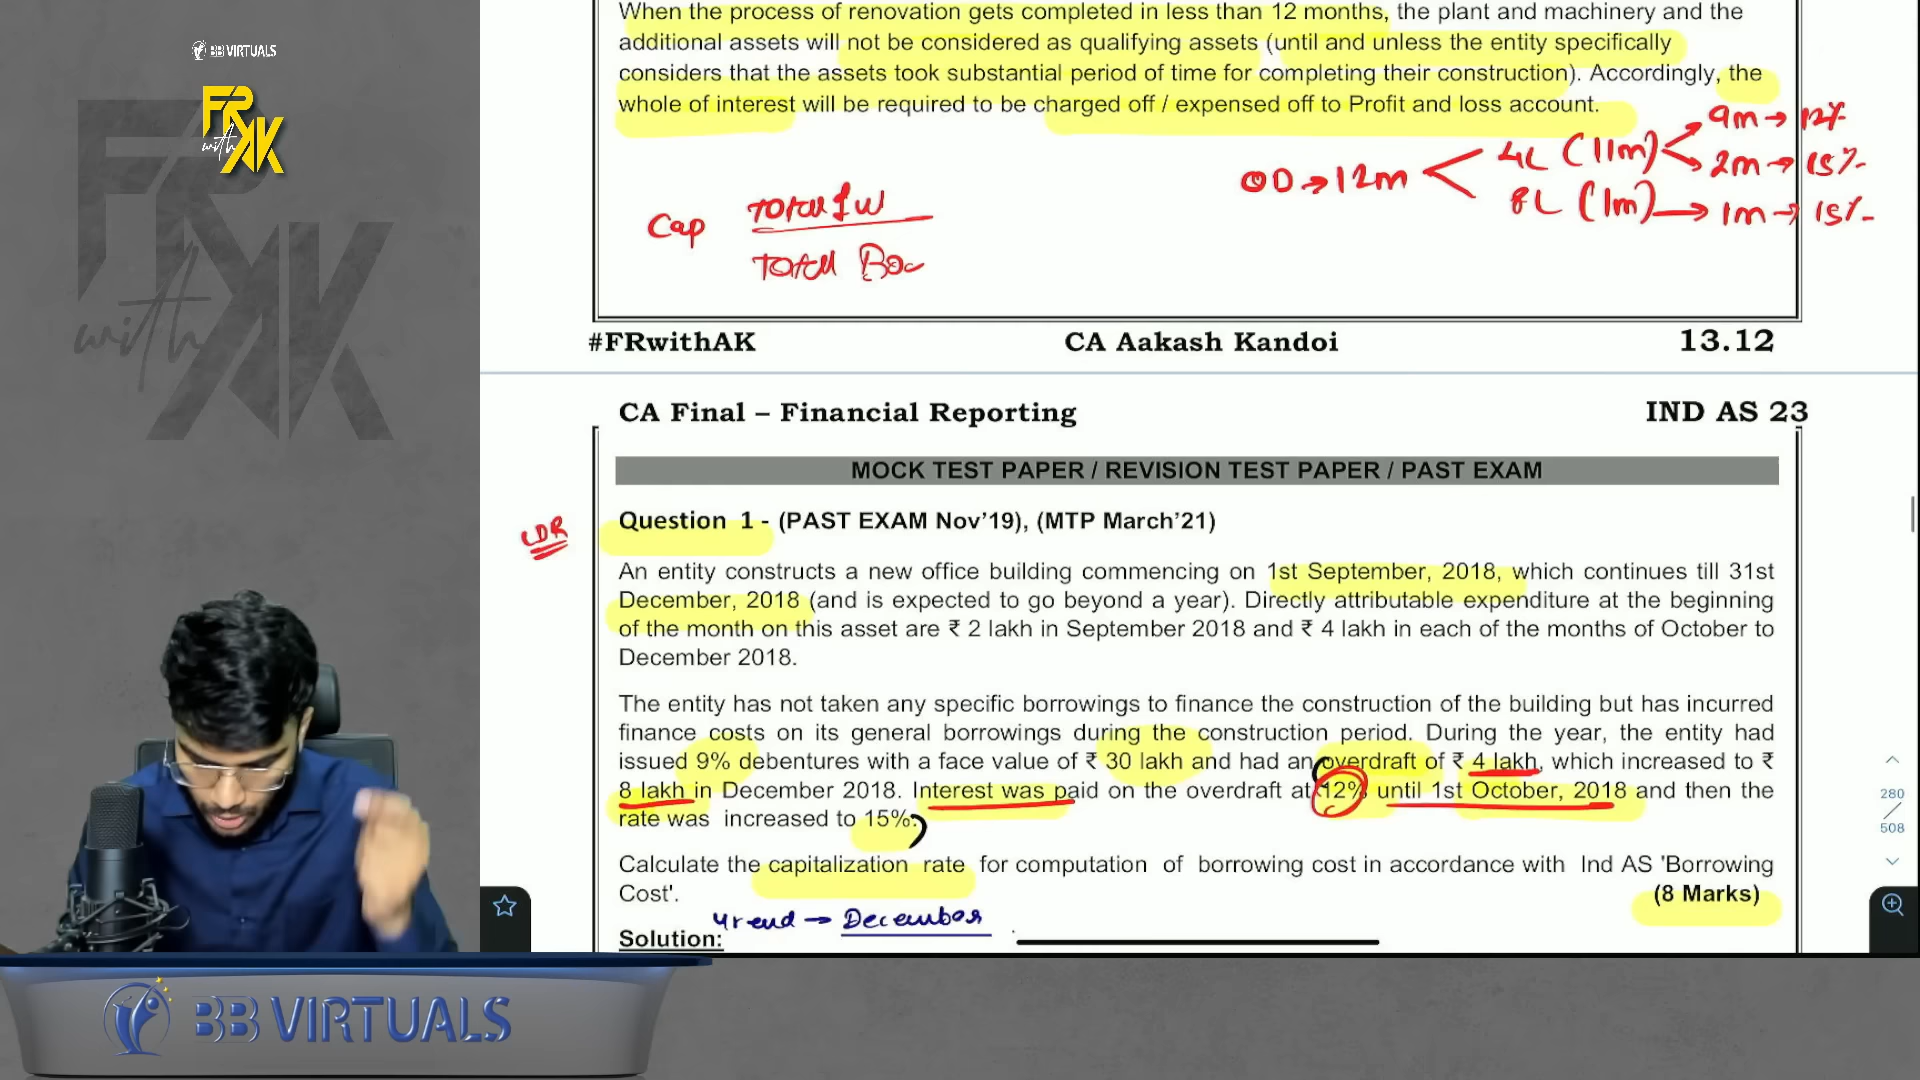 BB VIRTUALS
FR
with
AK
FR
with
AK
When the process of renovation gets completed in less than 12 months, the plant and machinery and the
additional assets will not be considered as qualifying assets (until and unless the entity specifically
considers that the assets took substantial period of time for completing their construction). Accordingly, the
whole of interest will be required to be charged off / expensed off to Profit and loss account.
OD → 12m
4L (11m)
9m → 12%
2m → 15%
8L (1m) → 1m → 15%
Cap
Total
Total
#FRwithAK CA Aakash Kandoi 13.12
CA Final – Financial Reporting IND AS 23
MOCK TEST PAPER / REVISION TEST PAPER / PAST EXAM
LDR
Question 1 - (PAST EXAM Nov'19), (MTP March'21)
An entity constructs a new office building commencing on 1st September, 2018, which continues till 31st
December, 2018 (and is expected to go beyond a year). Directly attributable expenditure at the beginning
of the month on this asset are ₹ 2 lakh in September 2018 and ₹ 4 lakh in each of the months of October to
December 2018.
The entity has not taken any specific borrowings to finance the construction of the building but has incurred
finance costs on its general borrowings during the construction period. During the year, the entity had
issued 9% debentures with a face value of ₹ 30 lakh and had an overdraft of ₹ 4 lakh, which increased to ₹
8 lakh in December 2018. Interest was paid on the overdraft at 12% until 1st October, 2018 and then the
rate was increased to 15%.
Calculate the capitalization rate for computation of borrowing cost in accordance with Ind AS 'Borrowing
Cost'.
(8 Marks)
Yr end → December
Solution:
280
/
508
BB VIRTUALS